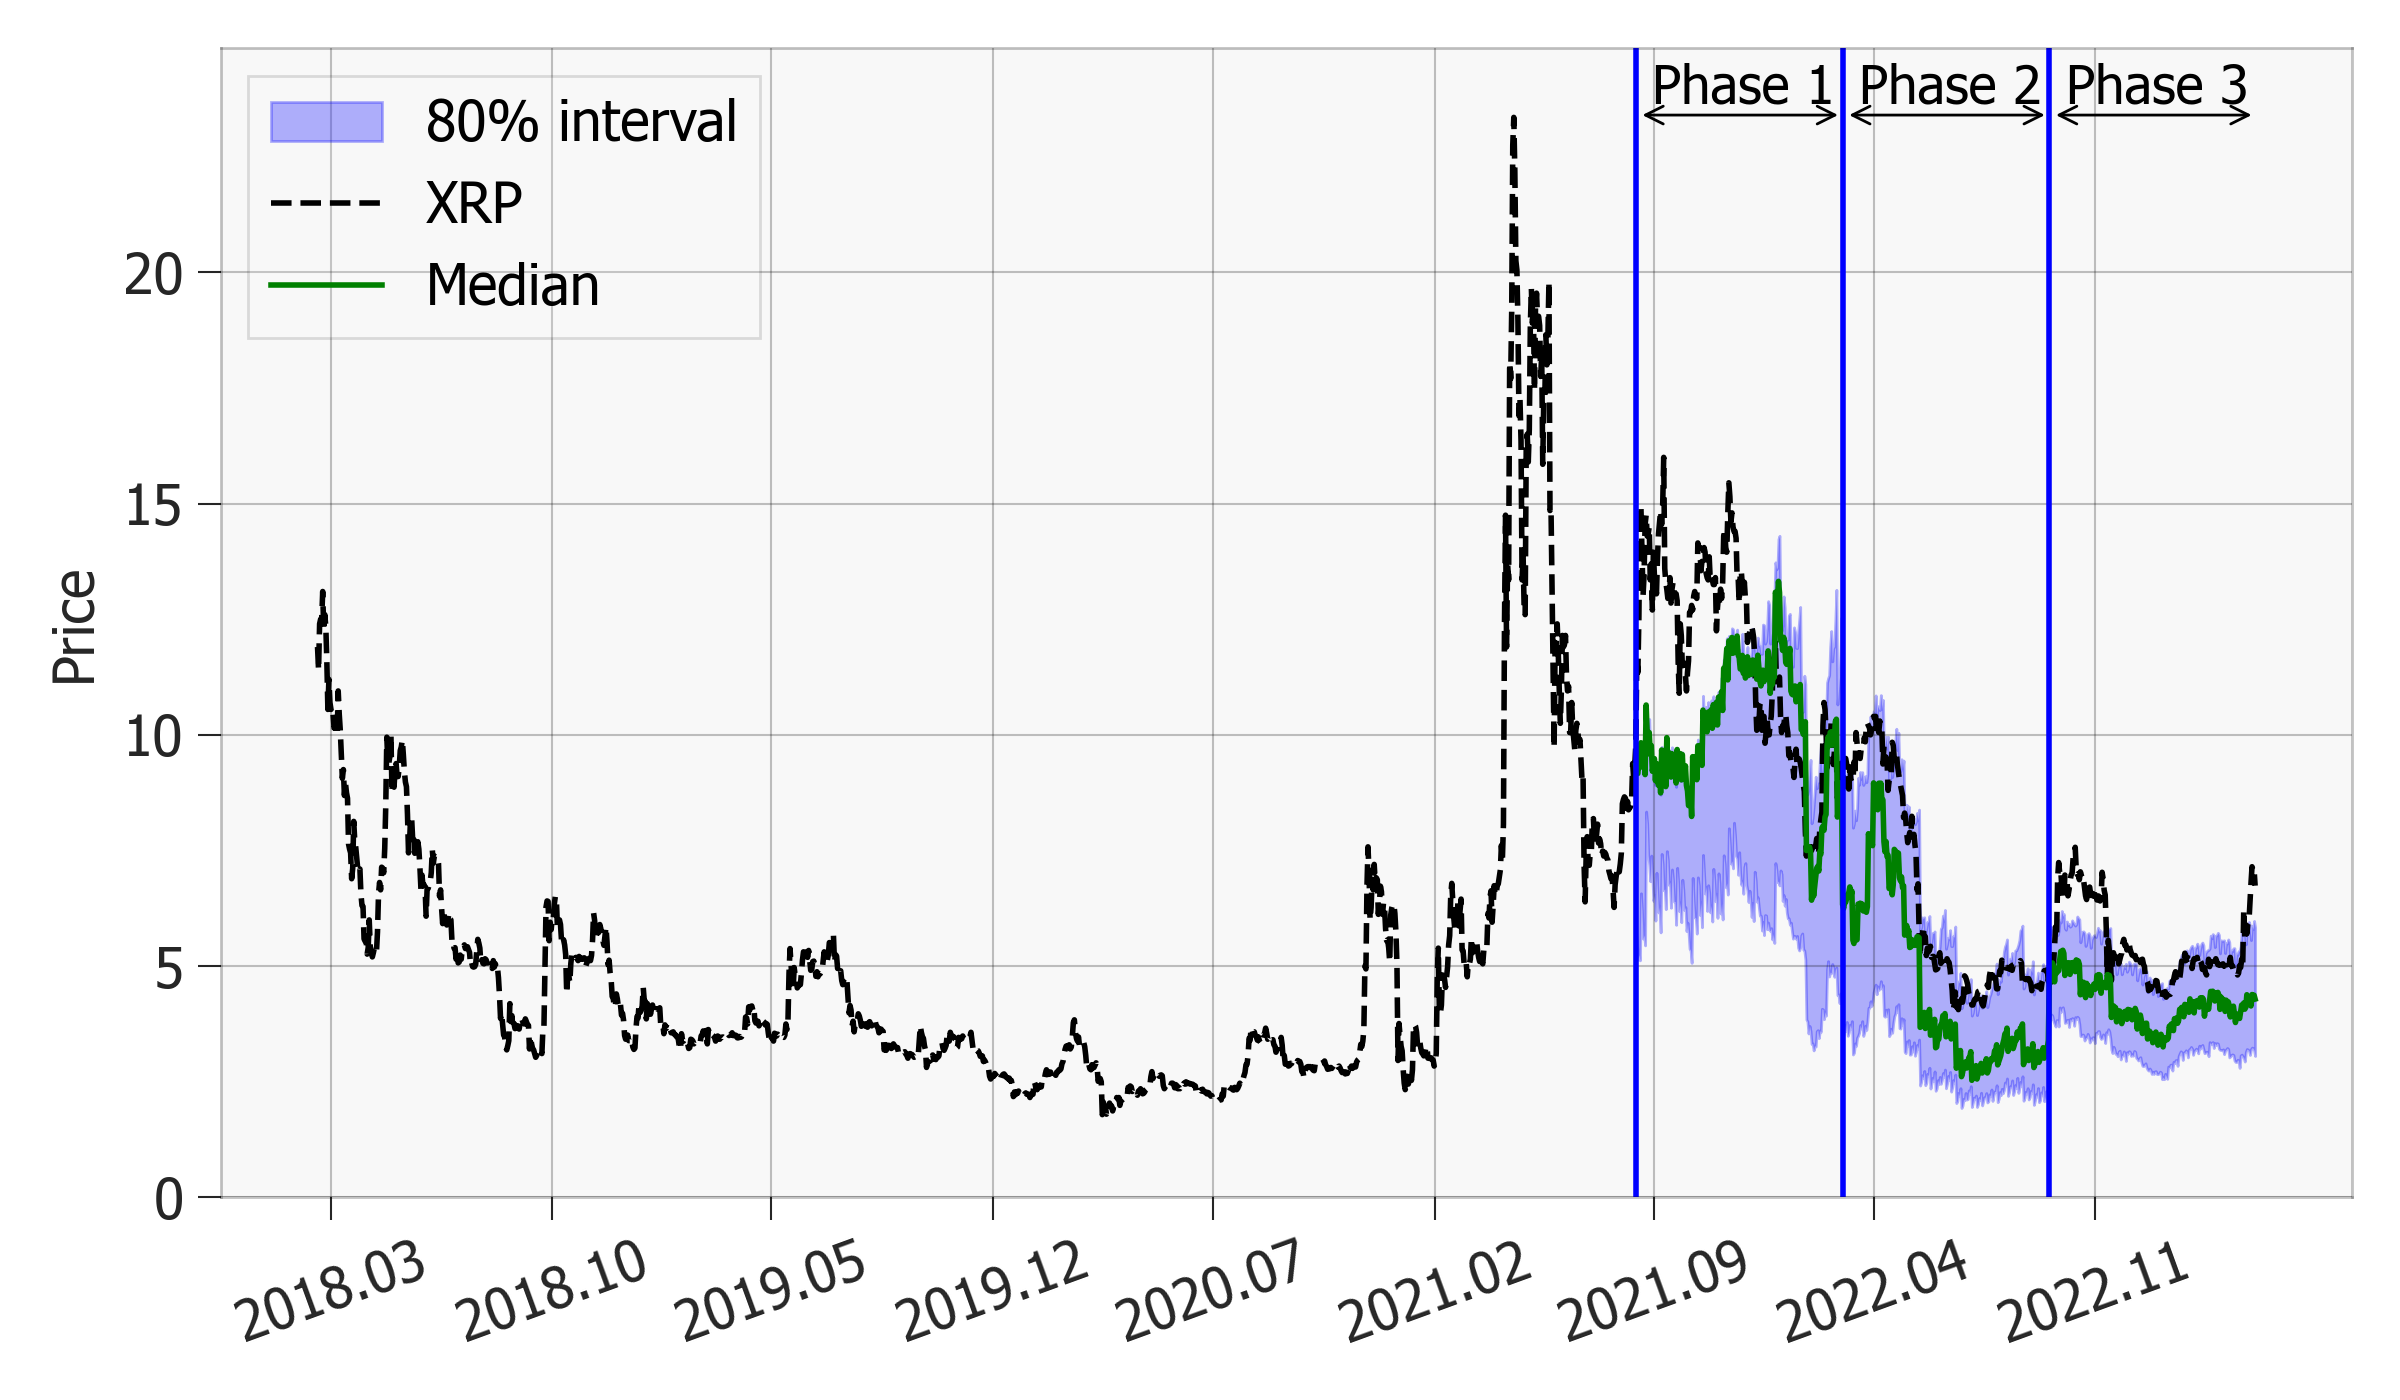 80% interval
XRP
Median
Phase 1
Phase 2
Phase 3
Price
20
15
10
5
0
2018.03
2018.10
2019.05
2019.12
2020.07
2021.02
2021.09
2022.04
2022.11